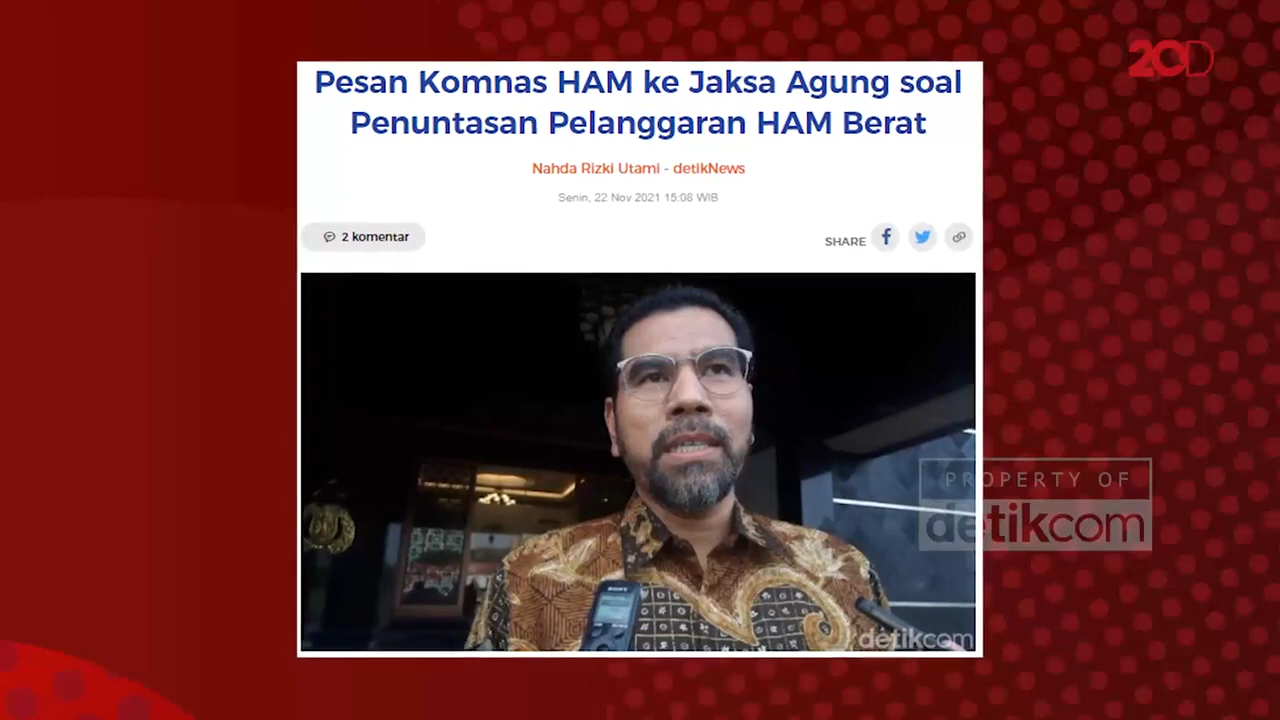 20D
Pesan Komnas HAM ke Jaksa Agung soal
Penuntasan Pelanggaran HAM Berat
Nahda Rizki Utami - detikNews
Senin, 22 Nov 2021 15:08 WIB
2 komentar
SHARE
PROPERTY OF
detikcom
SONY
detikcom